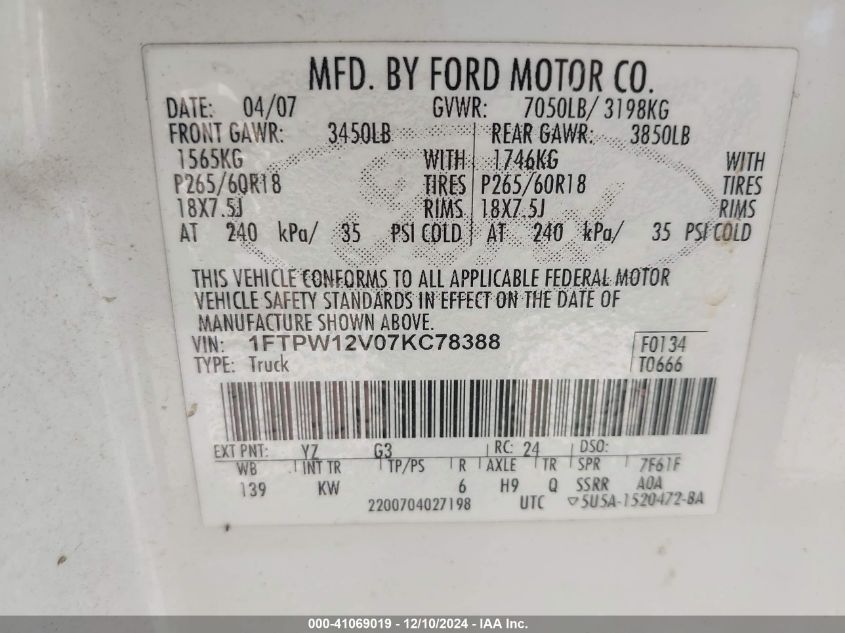 MFD. BY FORD MOTOR CO.
DATE: 04/07 GVWR: 7050LB/ 3198KG
FRONT GAWR: 3450LB REAR GAWR: 3850LB
1565KG WITH 1746KG WITH
P265/60R18 TIRES P265/60R18 TIRES
18X7.5J RIMS 18X7.5J RIMS
AT 240 kPa/ 35 PSI COLD AT 240 kPa/ 35 PSI COLD
THIS VEHICLE CONFORMS TO ALL APPLICABLE FEDERAL MOTOR
VEHICLE SAFETY STANDARDS IN EFFECT ON THE DATE OF
MANUFACTURE SHOWN ABOVE.
VIN: 1FTPW12V07KC78388 F0134
TYPE: Truck T0666
EXT PNT: YZ G3 RC: 24 DSO:
WB INT TR TP/PS R AXLE TR SPR 7F61F
139 KW 6 H9 Q SSRR A0A
2200704027198 UTC ▽5U5A-1520472-BA
000-41069019 - 12/10/2024 - IAA Inc.